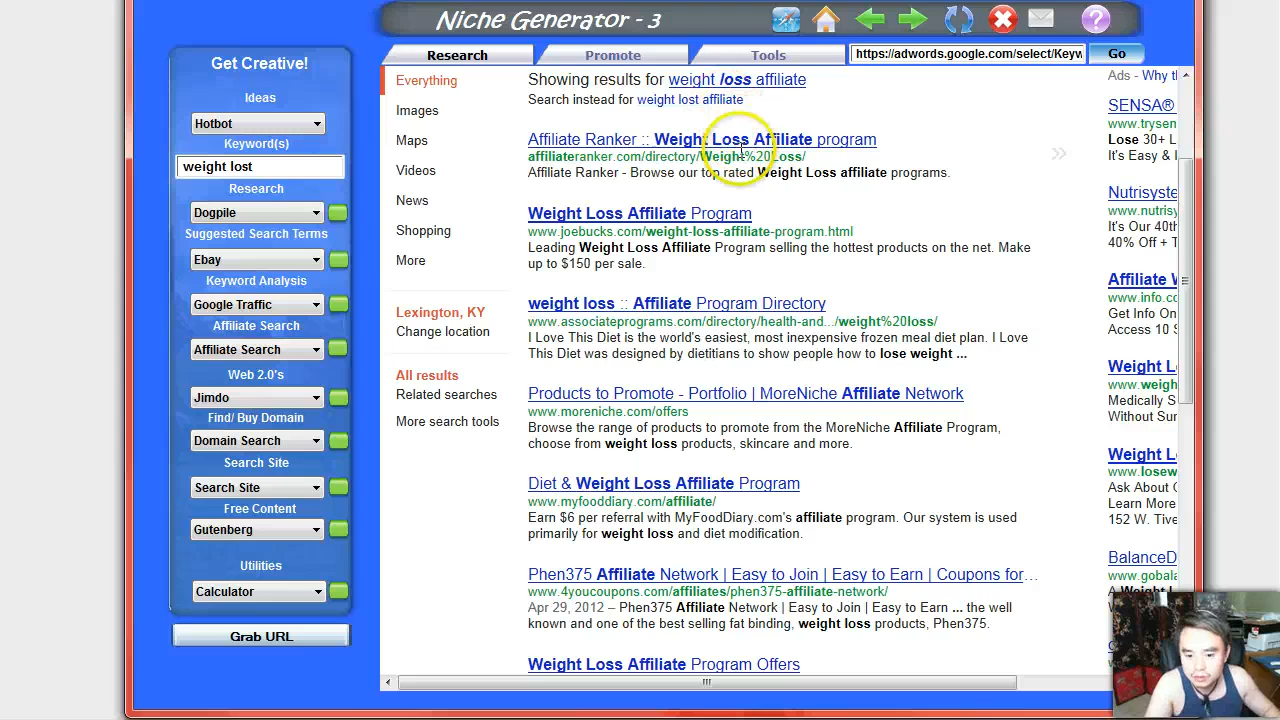 Niche Generator - 3
Research
Promote
Tools
https://adwords.google.com/select/Keyw
Go
Get Creative!
Ideas
Hotbot
Keyword(s)
weight lost
Research
Dogpile
Suggested Search Terms
Ebay
Keyword Analysis
Google Traffic
Affiliate Search
Affiliate Search
Web 2.0's
Jimdo
Find/ Buy Domain
Domain Search
Search Site
Search Site
Free Content
Gutenberg
Utilities
Calculator
Grab URL
Everything
Images
Maps
Videos
News
Shopping
More
Lexington, KY
Change location
All results
Related searches
More search tools
Showing results for weight loss affiliate
Search instead for weight lost affiliate
Affiliate Ranker :: Weight Loss Affiliate program
affiliateranker.com/directory/Weight%20Loss/
Affiliate Ranker - Browse our top rated Weight Loss affiliate programs.
Weight Loss Affiliate Program
www.joebucks.com/weight-loss-affiliate-program.html
Leading Weight Loss Affiliate Program selling the hottest products on the net. Make
up to $150 per sale.
weight loss :: Affiliate Program Directory
www.associateprograms.com/directory/health-and.../weight%20loss/
I Love This Diet is the world's easiest, most inexpensive frozen meal diet plan. I Love
This Diet was designed by dietitians to show people how to lose weight ...
Products to Promote - Portfolio | MoreNiche Affiliate Network
www.moreniche.com/offers
Browse the range of products to promote from the MoreNiche Affiliate Program,
choose from weight loss products, skincare and more.
Diet & Weight Loss Affiliate Program
www.myfooddiary.com/affiliate/
Earn $6 per referral with MyFoodDiary.com's affiliate program. Our system is used
primarily for weight loss and diet modification.
Phen375 Affiliate Network | Easy to Join | Easy to Earn | Coupons for...
www.4youcoupons.com/affiliates/phen375-affiliate-network/
Apr 29, 2012 – Phen375 Affiliate Network | Easy to Join | Easy to Earn ... the well
known and one of the best selling fat binding, weight loss products, Phen375.
Weight Loss Affiliate Program Offers
Ads - Why th
SENSA®
www.trysen
Lose 30+ L
It's Easy & I
Nutrisyste
www.nutrisy
It's Our 40th
40% Off + T
Affiliate W
www.info.c
Get Info On
Access 10 S
Weight L
www.weigh
Medically S
Without Sur
Weight L
www.losew
Ask About O
Learn More
152 W. Tive
BalanceD
www.gobala